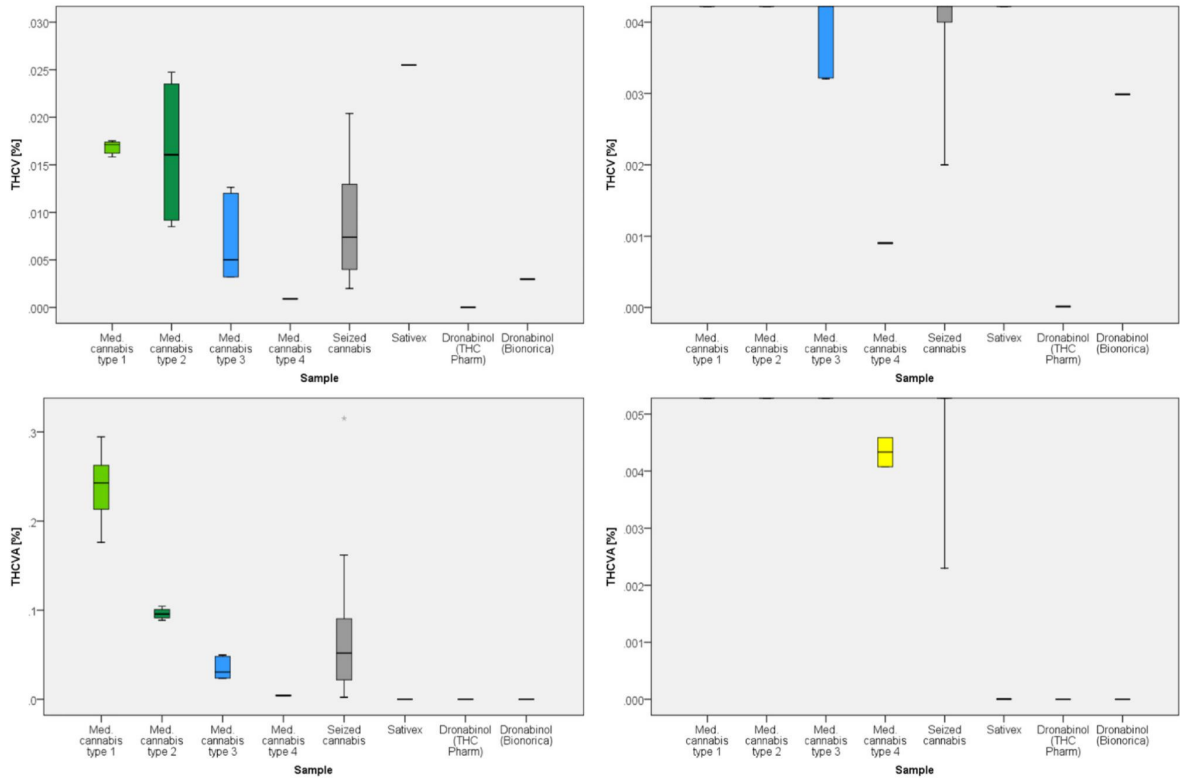 THCV [%]
.030
.025
.020
.015
.010
.005
.000
Med. cannabis type 1
Med. cannabis type 2
Med. cannabis type 3
Med. cannabis type 4
Seized cannabis
Sativex
Dronabinol (THC Pharm)
Dronabinol (Bionorica)
Sample
THCV [%]
.004
.003
.002
.001
.000
Med. cannabis type 1
Med. cannabis type 2
Med. cannabis type 3
Med. cannabis type 4
Seized cannabis
Sativex
Dronabinol (THC Pharm)
Dronabinol (Bionorica)
Sample
THCVA [%]
.3
.2
.1
.0
Med. cannabis type 1
Med. cannabis type 2
Med. cannabis type 3
Med. cannabis type 4
Seized cannabis
Sativex
Dronabinol (THC Pharm)
Dronabinol (Bionorica)
Sample
THCVA [%]
.005
.004
.003
.002
.001
.000
Med. cannabis type 1
Med. cannabis type 2
Med. cannabis type 3
Med. cannabis type 4
Seized cannabis
Sativex
Dronabinol (THC Pharm)
Dronabinol (Bionorica)
Sample